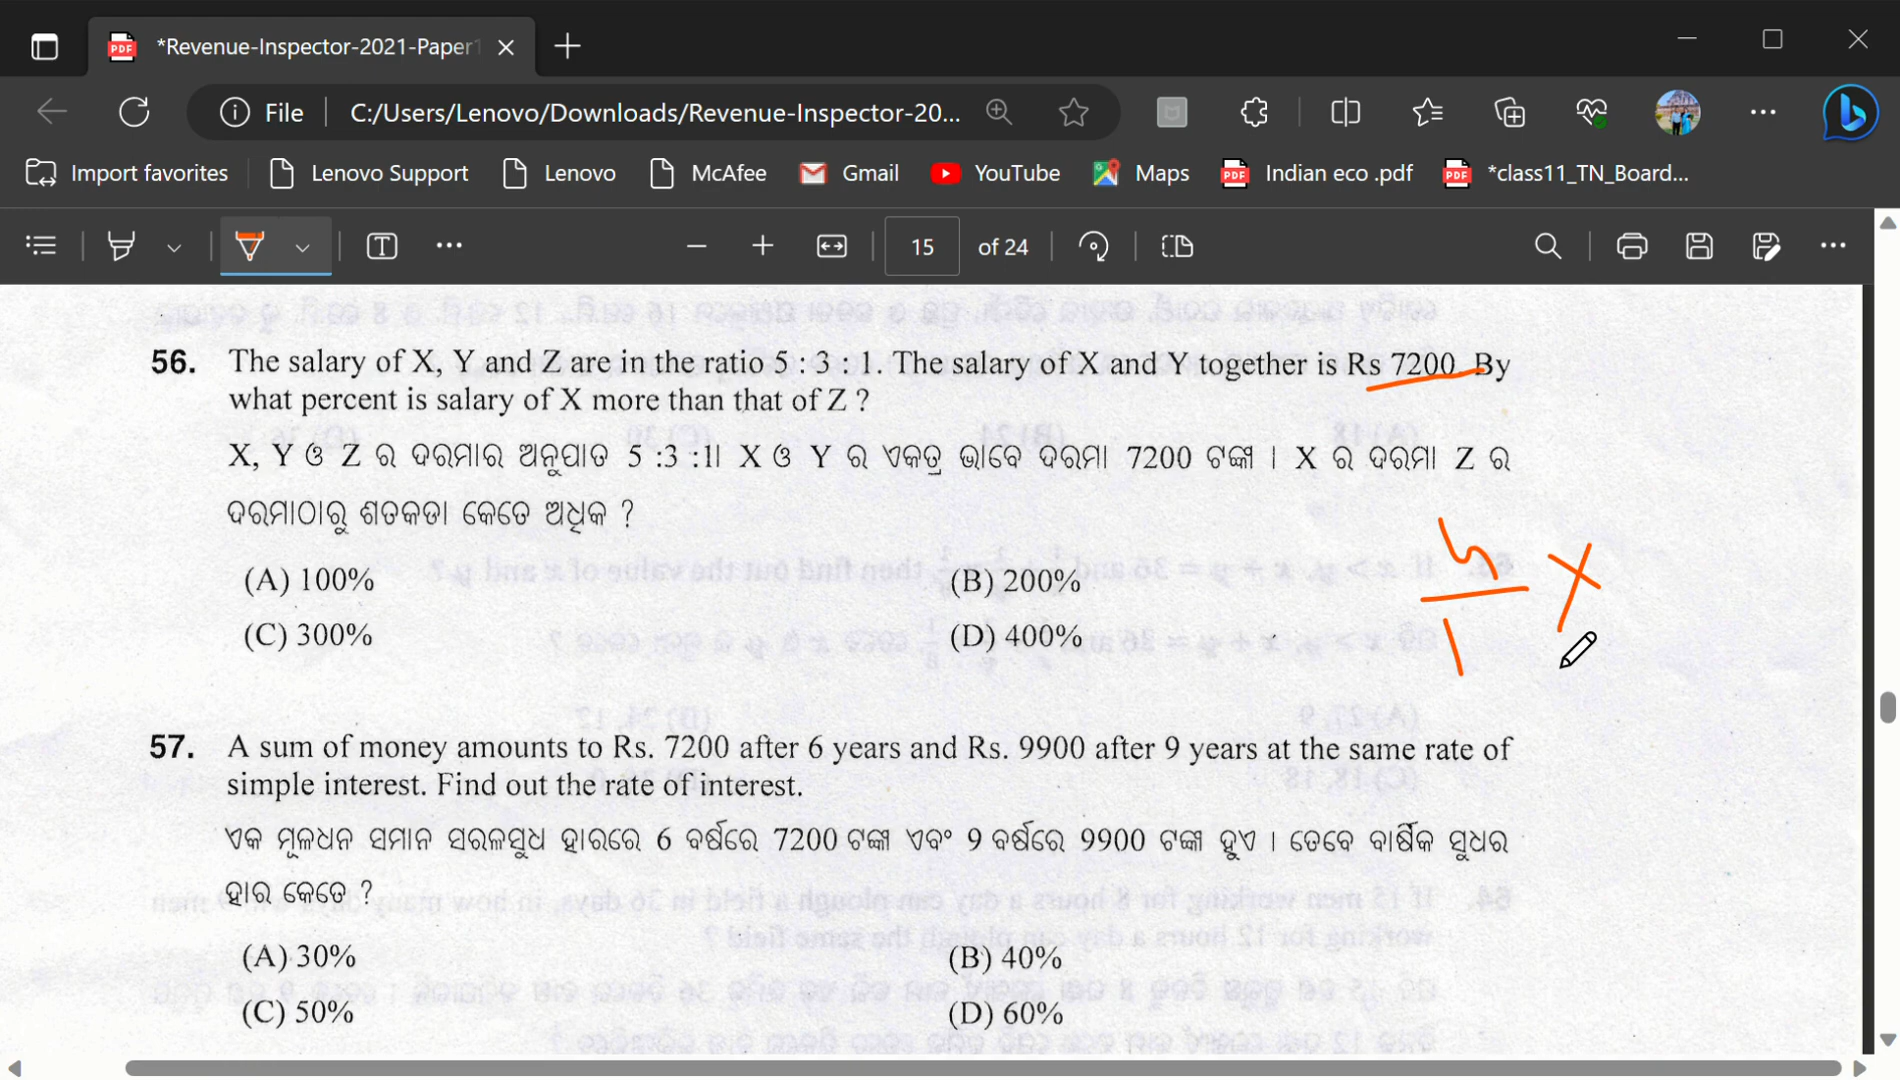 *Revenue-Inspector-2021-Paper1
File C:/Users/Lenovo/Downloads/Revenue-Inspector-20...
Import favorites Lenovo Support Lenovo McAfee Gmail YouTube Maps Indian eco .pdf *class11_TN_Board...
15 of 24
56. The salary of X, Y and Z are in the ratio 5 : 3 : 1. The salary of X and Y together is Rs 7200. By
what percent is salary of X more than that of Z ?
X, Y ଓ Z ର ଦରମାର ଅନୁପାତ 5 :3 :1। X ଓ Y ର ଏକତ୍ର ଭାବେ ଦରମା 7200 ଟଙ୍କା । X ର ଦରମା Z ର
ଦରମାଠାରୁ ଶତକଡା କେତେ ଅଧିକ ?
(A) 100% (B) 200%
(C) 300% (D) 400%
57. A sum of money amounts to Rs. 7200 after 6 years and Rs. 9900 after 9 years at the same rate of
simple interest. Find out the rate of interest.
ଏକ ମୂଳଧନ ସମାନ ସରଳସୁଧ ହାରରେ 6 ବର୍ଷରେ 7200 ଟଙ୍କା ଏବଂ 9 ବର୍ଷରେ 9900 ଟଙ୍କା ହୁଏ । ତେବେ ବାର୍ଷିକ ସୁଧର
ହାର କେତେ ?
(A) 30% (B) 40%
(C) 50% (D) 60%